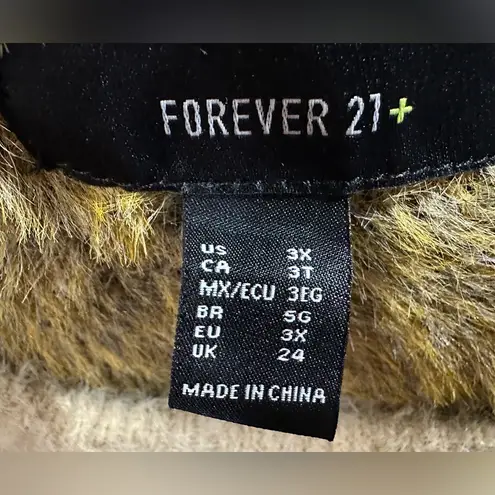 FOREVER 21+
US 3X
CA 3T
MX/ECU 3EG
BR 5G
EU 3X
UK 24
MADE IN CHINA